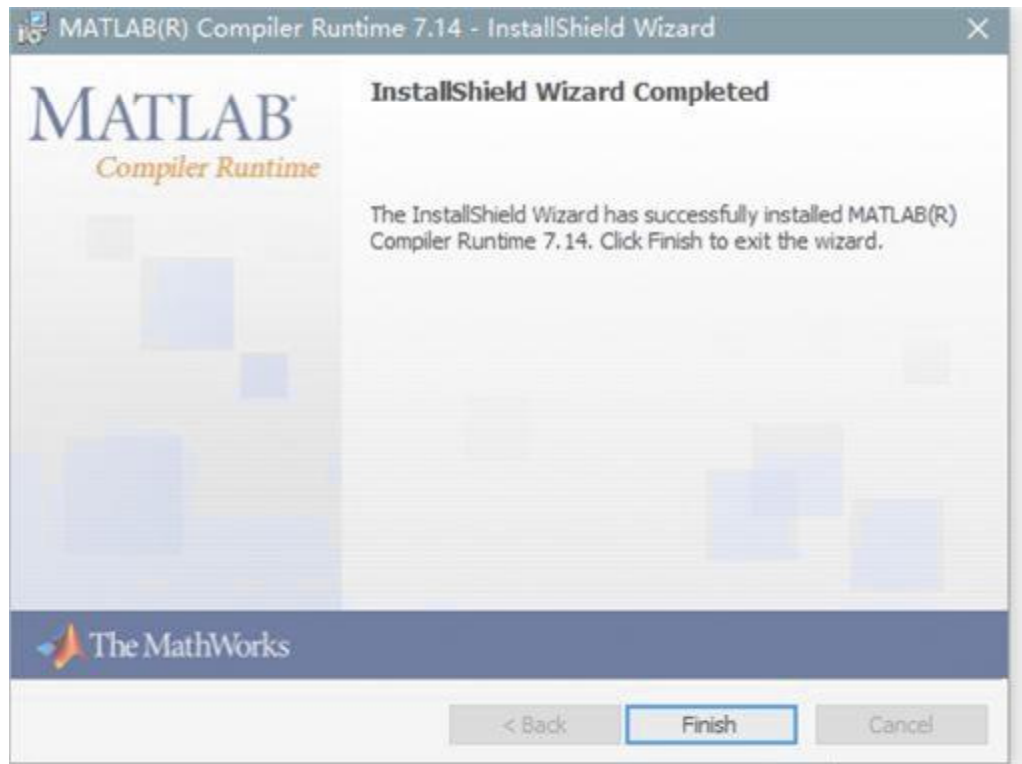 MATLAB(R) Compiler Runtime 7.14 - InstallShield Wizard
MATLAB®
Compiler Runtime
InstallShield Wizard Completed
The InstallShield Wizard has successfully installed MATLAB(R)
Compiler Runtime 7.14. Click Finish to exit the wizard.
The MathWorks
< Back
Finish
Cancel